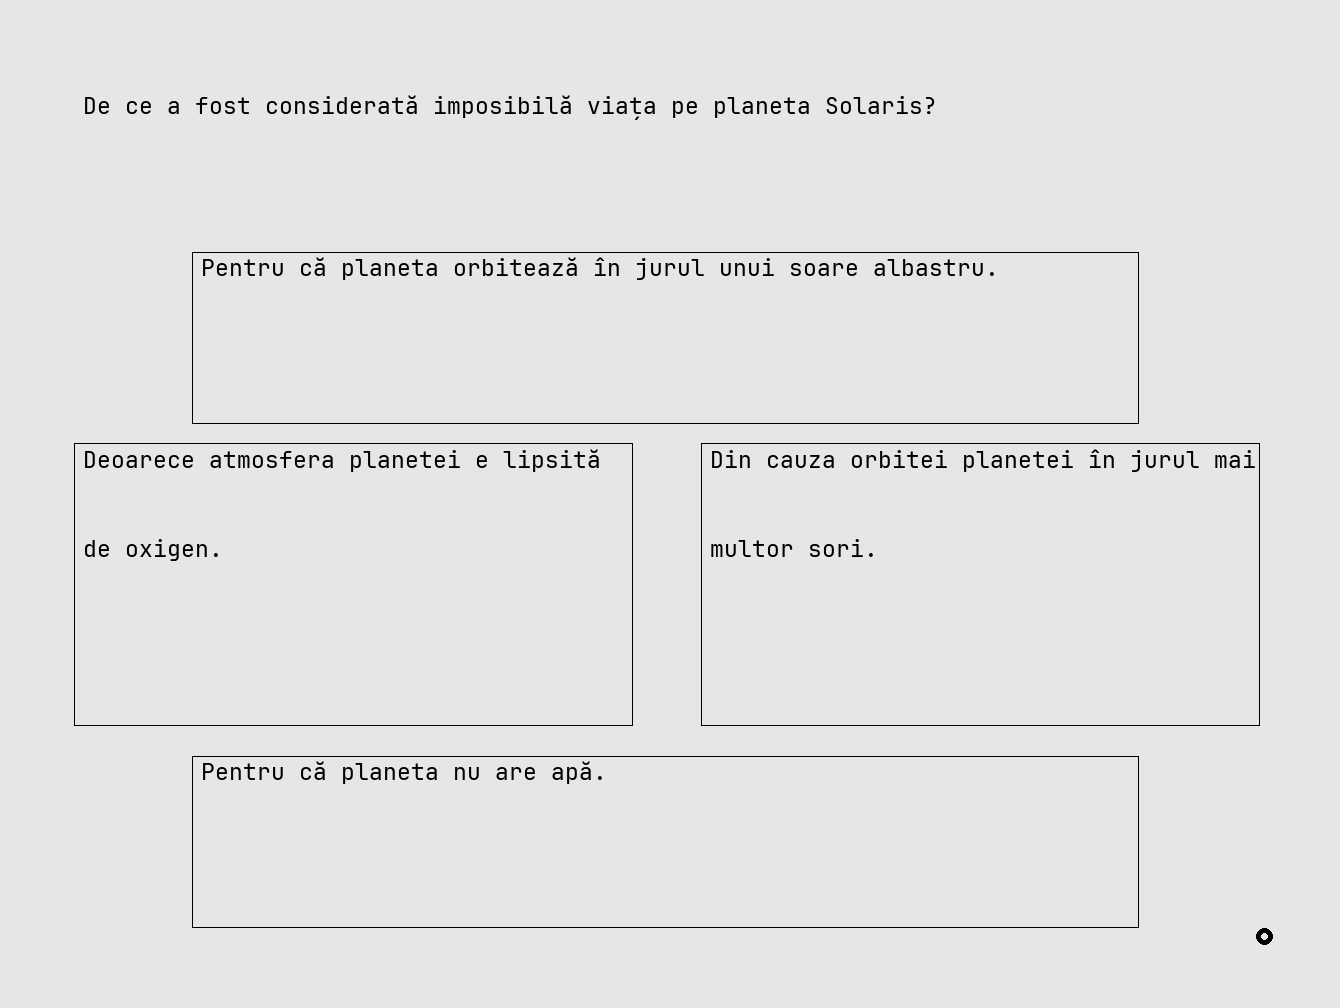 De ce a fost considerată imposibilă viața pe planeta Solaris?
Pentru că planeta orbitează în jurul unui soare albastru.
Deoarece atmosfera planetei e lipsită
de oxigen.
Din cauza orbitei planetei în jurul mai
multor sori.
Pentru că planeta nu are apă.